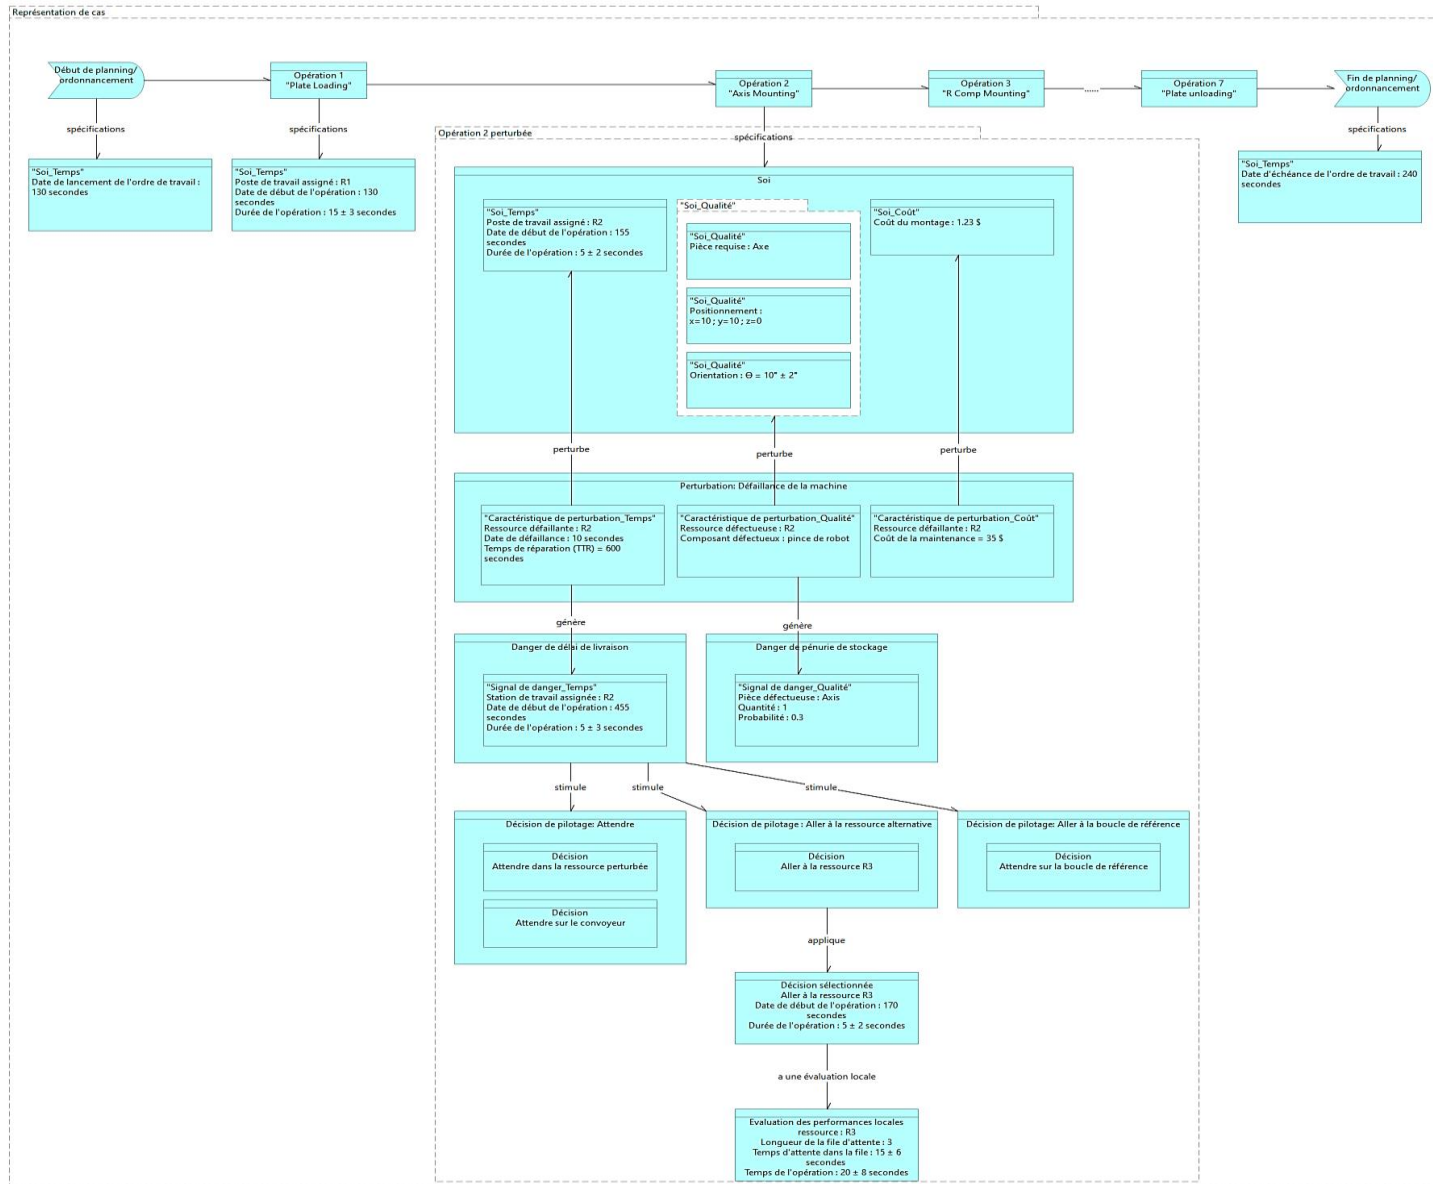 Représentation de cas
Début de planning/
ordonnancement
Opération 1
"Plate Loading"
Opération 2
"Axis Mounting"
Opération 3
"R Comp Mounting"
......
Opération 7
"Plate unloading"
Fin de planning/
ordonnancement
spécifications
spécifications
spécifications
spécifications
"Soi_Temps"
Date de lancement de l'ordre de travail :
130 secondes
"Soi_Temps"
Poste de travail assigné : R1
Date de début de l'opération : 130
secondes
Durée de l'opération : 15 ± 3 secondes
"Soi_Temps"
Date d'échéance de l'ordre de travail : 240
secondes
Opération 2 perturbée
Soi
"Soi_Temps"
Poste de travail assigné : R2
Date de début de l'opération : 155
secondes
Durée de l'opération : 5 ± 2 secondes
"Soi_Qualité"
"Soi_Qualité"
Pièce requise : Axe
"Soi_Qualité"
Positionnement :
x=10 ; y=10 ; z=0
"Soi_Qualité"
Orientation : Θ = 10° ± 2°
"Soi_Coût"
Coût du montage : 1.23 $
perturbe
perturbe
perturbe
Perturbation: Défaillance de la machine
"Caractéristique de perturbation_Temps"
Ressource défaillante : R2
Date de défaillance : 10 secondes
Temps de réparation (TTR) = 600
secondes
"Caractéristique de perturbation_Qualité"
Ressource défectueuse : R2
Composant défectueux : pince de robot
"Caractéristique de perturbation_Coût"
Ressource défaillante : R2
Coût de la maintenance = 35 $
génère
génère
Danger de délai de livraison
"Signal de danger_Temps"
Station de travail assignée : R2
Date de début de l'opération : 455
secondes
Durée de l'opération : 5 ± 3 secondes
Danger de pénurie de stockage
"Signal de danger_Qualité"
Pièce défectueuse : Axis
Quantité : 1
Probabilité : 0.3
stimule
stimule
stimule
Décision de pilotage: Attendre
Décision
Attendre dans la ressource perturbée
Décision
Attendre sur le convoyeur
Décision de pilotage : Aller à la ressource alternative
Décision
Aller à la ressource R3
Décision de pilotage: Aller à la boucle de référence
Décision
Attendre sur la boucle de référence
applique
Décision sélectionnée
Aller à la ressource R3
Date de début de l'opération : 170
secondes
Durée de l'opération : 5 ± 2 secondes
a une évaluation locale
Evaluation des performances locales
ressource : R3
Longueur de la file d'attente : 3
Temps d'attente dans la file : 15 ± 6
secondes
Temps de l'opération : 20 ± 8 secondes